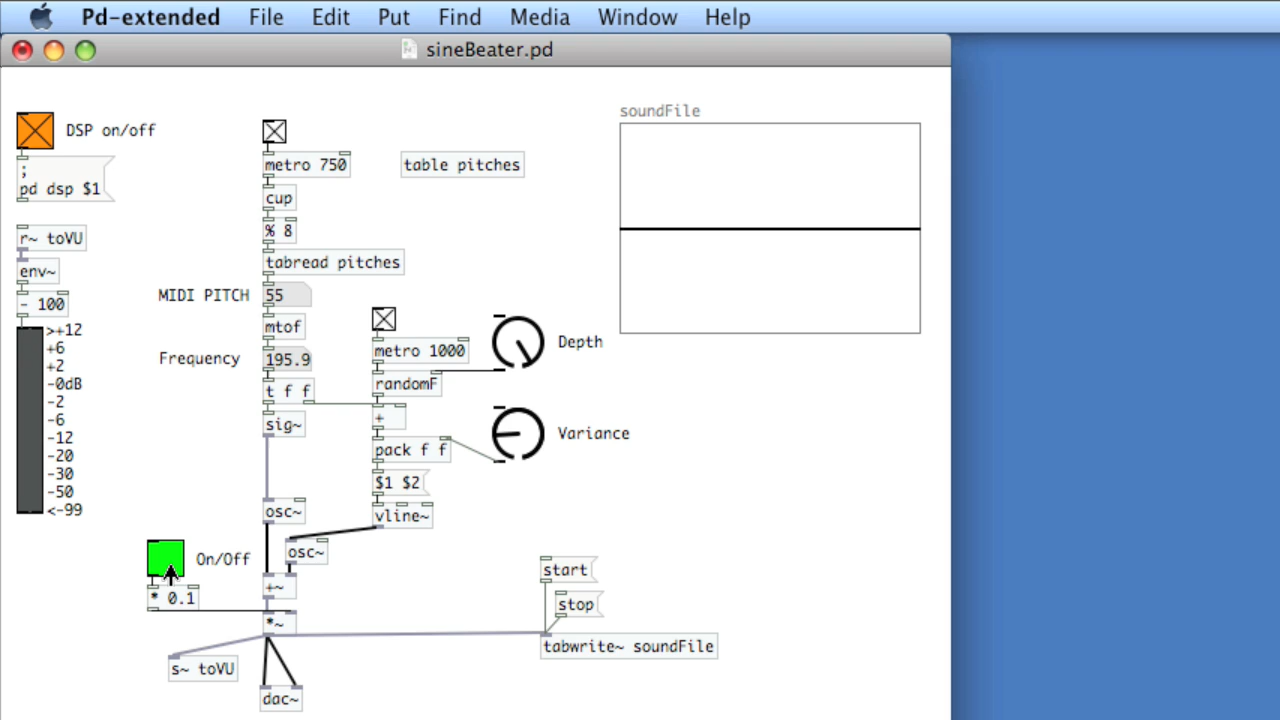 Pd-extended File Edit Put Find Media Window Help
sineBeater.pd
DSP on/off
;
pd dsp $1
r~ toVU
env~
- 100
>+12
+6
+2
-0dB
-2
-6
-12
-20
-30
-50
<-99
metro 750
table pitches
cup
% 8
tabread pitches
MIDI PITCH 55
mtof
Frequency 195.9
t f f
sig~
osc~
metro 1000
randomF
+
pack f f
$1 $2
vline~
osc~
Depth
Variance
soundFile
On/Off
* 0.1
+~
*~
s~ toVU
dac~
start
stop
tabwrite~ soundFile